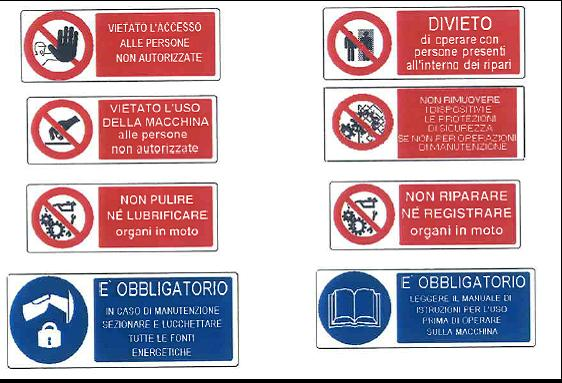 VIETATO L'ACCESSO
ALLE PERSONE
NON AUTORIZZATE
DIVIETO
di operare con
persone presenti
all'interno dei ripari
VIETATO L'USO
DELLA MACCHINA
alle persone
non autorizzate
NON RIMUOVERE
I DISPOSITIVI E
LE PROTEZIONI
DI SICUREZZA
SE NON PER OPERAZIONI
DI MANUTENZIONE
NON PULIRE
NÉ LUBRIFICARE
organi in moto
NON RIPARARE
NÉ REGISTRARE
organi in moto
E' OBBLIGATORIO
IN CASO DI MANUTENZIONE
SEZIONARE E LUCCHETTARE
TUTTE LE FONTI
ENERGETICHE
E' OBBLIGATORIO
LEGGERE IL MANUALE DI
ISTRUZIONI PER L'USO
PRIMA DI OPERARE
SULLA MACCHINA